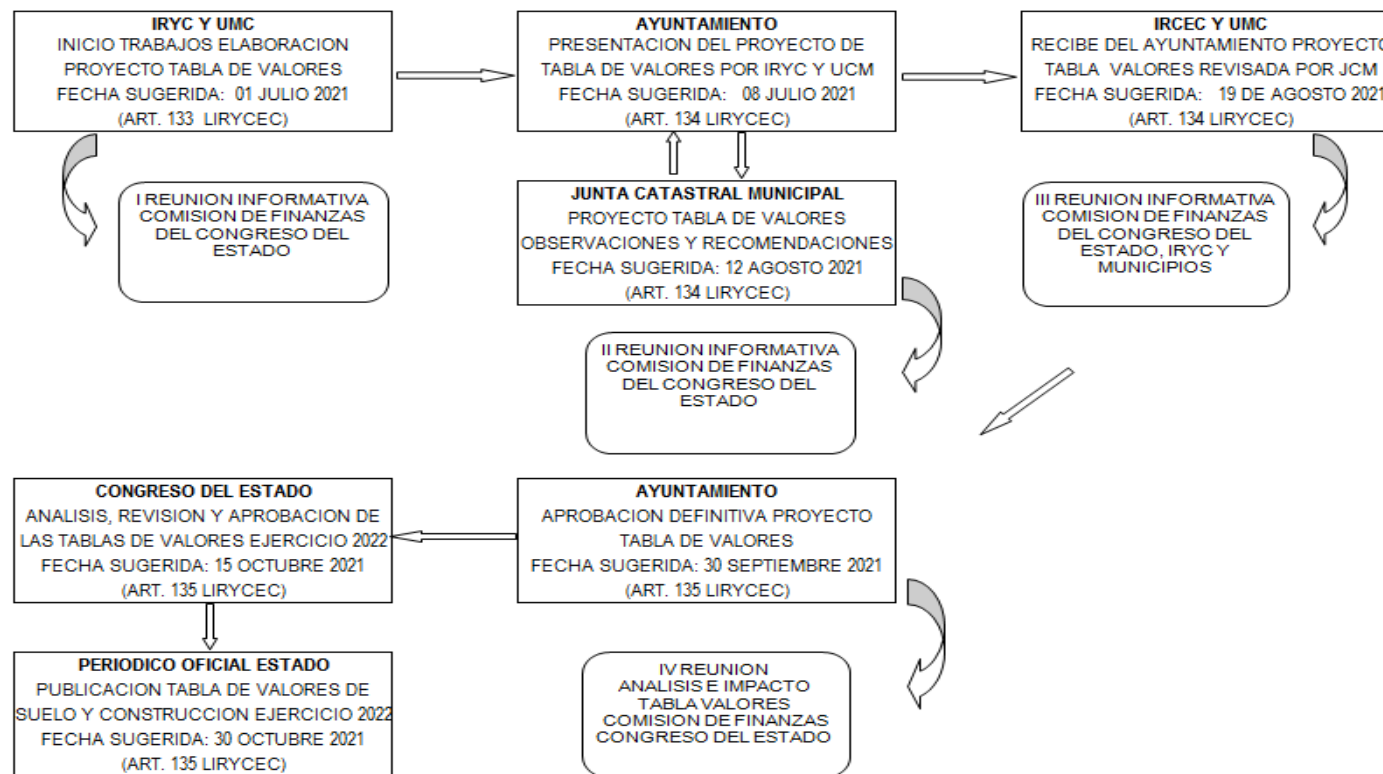 IRYC Y UMC
INICIO TRABAJOS ELABORACION
PROYECTO TABLA DE VALORES
FECHA SUGERIDA: 01 JULIO 2021
(ART. 133 LIRYCEC)
AYUNTAMIENTO
PRESENTACION DEL PROYECTO DE
TABLA DE VALORES POR IRYC Y UCM
FECHA SUGERIDA: 08 JULIO 2021
(ART. 134 LIRYCEC)
IRCEC Y UMC
RECIBE DEL AYUNTAMIENTO PROYECTO
TABLA VALORES REVISADA POR JCM
FECHA SUGERIDA: 19 DE AGOSTO 2021
(ART. 134 LIRYCEC)
I REUNION INFORMATIVA
COMISION DE FINANZAS
DEL CONGRESO DEL
ESTADO
JUNTA CATASTRAL MUNICIPAL
PROYECTO TABLA DE VALORES
OBSERVACIONES Y RECOMENDACIONES
FECHA SUGERIDA: 12 AGOSTO 2021
(ART. 134 LIRYCEC)
III REUNION INFORMATIVA
COMISION DE FINANZAS
DEL CONGRESO DEL
ESTADO, IRYC Y
MUNICIPIOS
II REUNION INFORMATIVA
COMISION DE FINANZAS
DEL CONGRESO DEL
ESTADO
CONGRESO DEL ESTADO
ANALISIS, REVISION Y APROBACION DE
LAS TABLAS DE VALORES EJERCICIO 2022
FECHA SUGERIDA: 15 OCTUBRE 2021
(ART. 135 LIRYCEC)
AYUNTAMIENTO
APROBACION DEFINITIVA PROYECTO
TABLA DE VALORES
FECHA SUGERIDA: 30 SEPTIEMBRE 2021
(ART. 135 LIRYCEC)
PERIODICO OFICIAL ESTADO
PUBLICACION TABLA DE VALORES DE
SUELO Y CONSTRUCCION EJERCICIO 2022
FECHA SUGERIDA: 30 OCTUBRE 2021
(ART. 135 LIRYCEC)
IV REUNION
ANALISIS E IMPACTO
TABLA VALORES
COMISION DE FINANZAS
CONGRESO DEL ESTADO